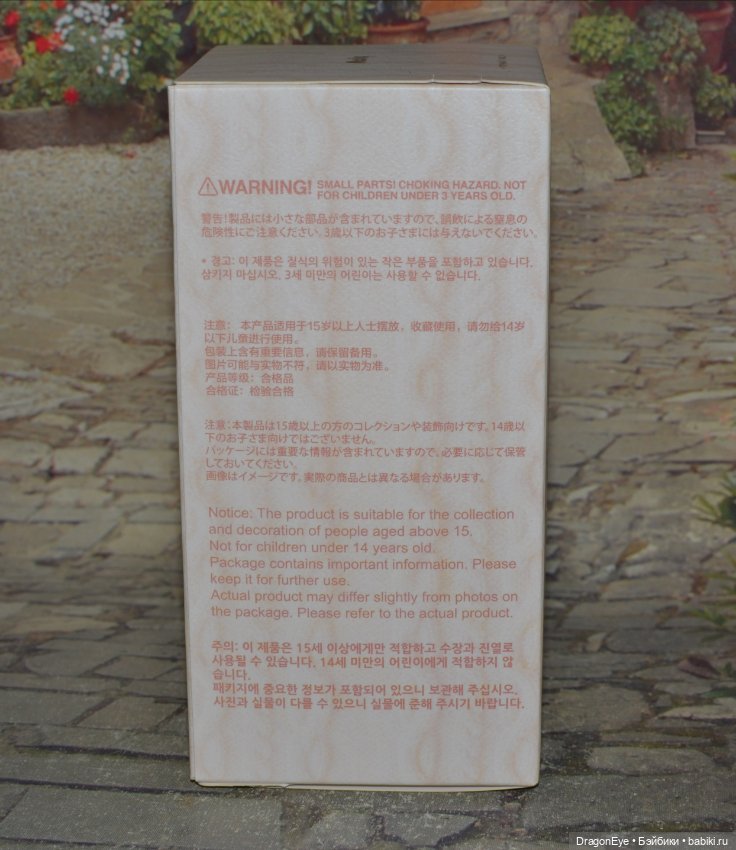 ⚠WARNING! SMALL PARTS! CHOKING HAZARD. NOT
FOR CHILDREN UNDER 3 YEARS OLD.
警告!製品には小さな部品が含まれていますので、誤飲による窒息の
危険性にご注意ください。3歳以下のお子さまには与えないでください。
* 경고: 이 제품은 질식의 위험이 있는 작은 부품을 포함하고 있습니다.
삼키지 마십시오. 3세 미만의 어린이는 사용할 수 없습니다.
注意： 本产品适用于15岁以上人士摆放，收藏使用，请勿给14岁
以下儿童进行使用。
包装上含有重要信息，请保留备用。
图片可能与实物不符，请以实物为准。
产品等级：合格品
合格证：检验合格
注意:本製品は15歳以上の方のコレクションや装飾向けです。14歳以
下のお子さま向けではございません。
パッケージには重要な情報が含まれていますので、必要に応じて保管
しておいてください。
画像はイメージです。実際の商品とは異なる場合があります。
Notice: The product is suitable for the collection
and decoration of people aged above 15.
Not for children under 14 years old.
Package contains important information. Please
keep it for further use.
Actual product may differ slightly from photos on
the package. Please refer to the actual product.
주의: 이 제품은 15세 이상에게만 적합하고 수장과 진열로
사용될 수 있습니다. 14세 미만의 어린이에게 적합하지 않
습니다.
패키지에 중요한 정보가 포함되어 있으니 보관해 주십시오.
사진과 실물이 다를 수 있으니 실물에 준해 주시기 바랍니다.
DragonEye • Бэйбики • babiki.ru